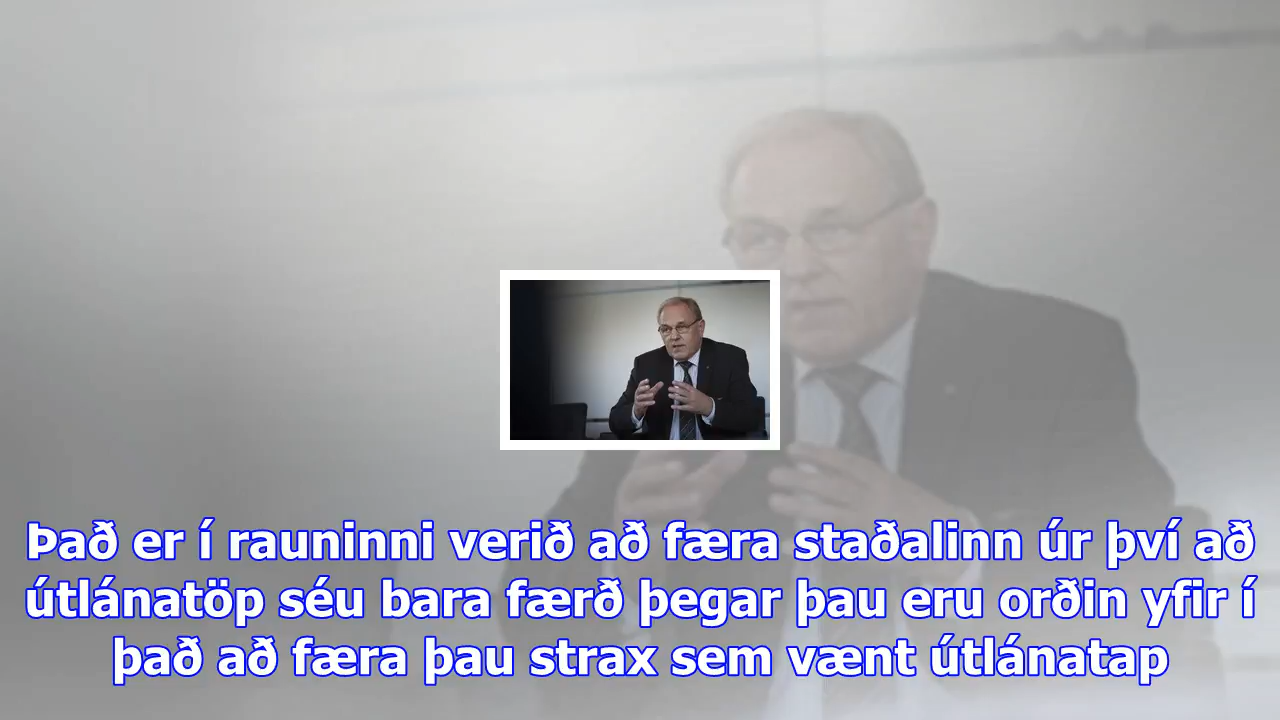 Það er í rauninni verið að færa staðalinn úr því að
útlánatöp séu bara færð þegar þau eru orðin yfir í
það að færa þau strax sem vænt útlánatap